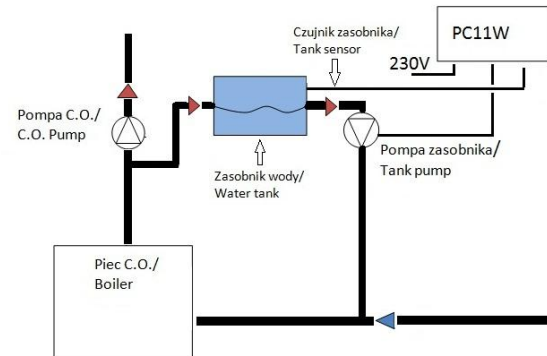 Czujnik zasobnika/
Tank sensor
PC11W
230V
Pompa C.O./
C.O. Pump
Pompa zasobnika/
Tank pump
Zasobnik wody/
Water tank
Piec C.O./
Boiler